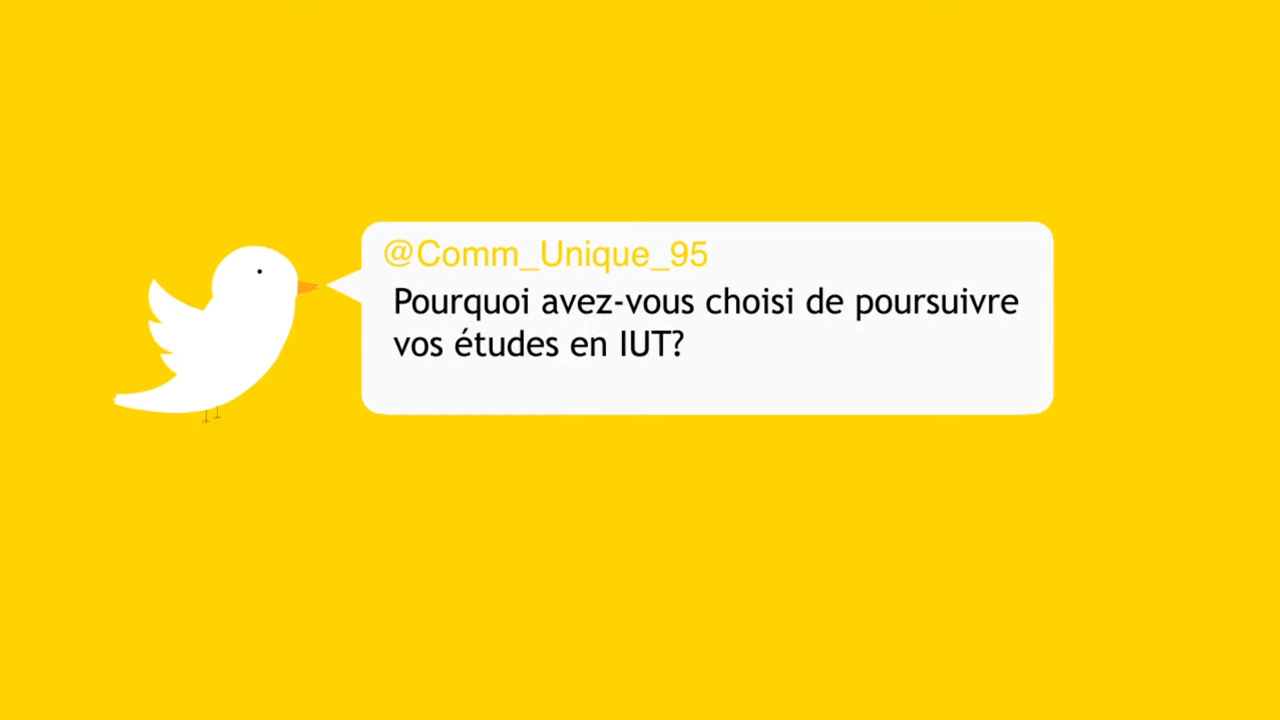 @Comm_Unique_95
Pourquoi avez-vous choisi de poursuivre
vos études en IUT?